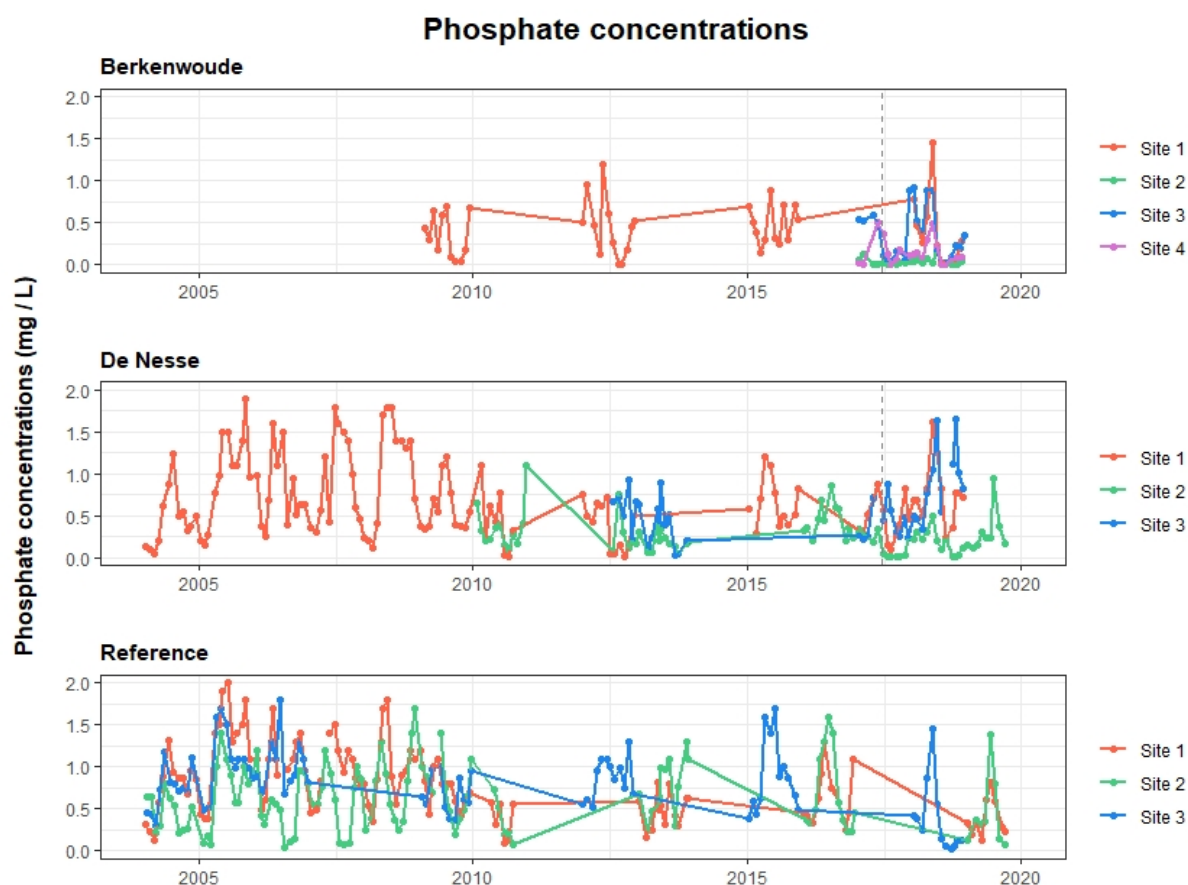 Phosphate concentrations
Phosphate concentrations (mg / L)
Berkenwoude
2.0
1.5
1.0
0.5
0.0
2005
2010
2015
2020
Site 1
Site 2
Site 3
Site 4
De Nesse
2.0
1.5
1.0
0.5
0.0
2005
2010
2015
2020
Site 1
Site 2
Site 3
Reference
2.0
1.5
1.0
0.5
0.0
2005
2010
2015
2020
Site 1
Site 2
Site 3